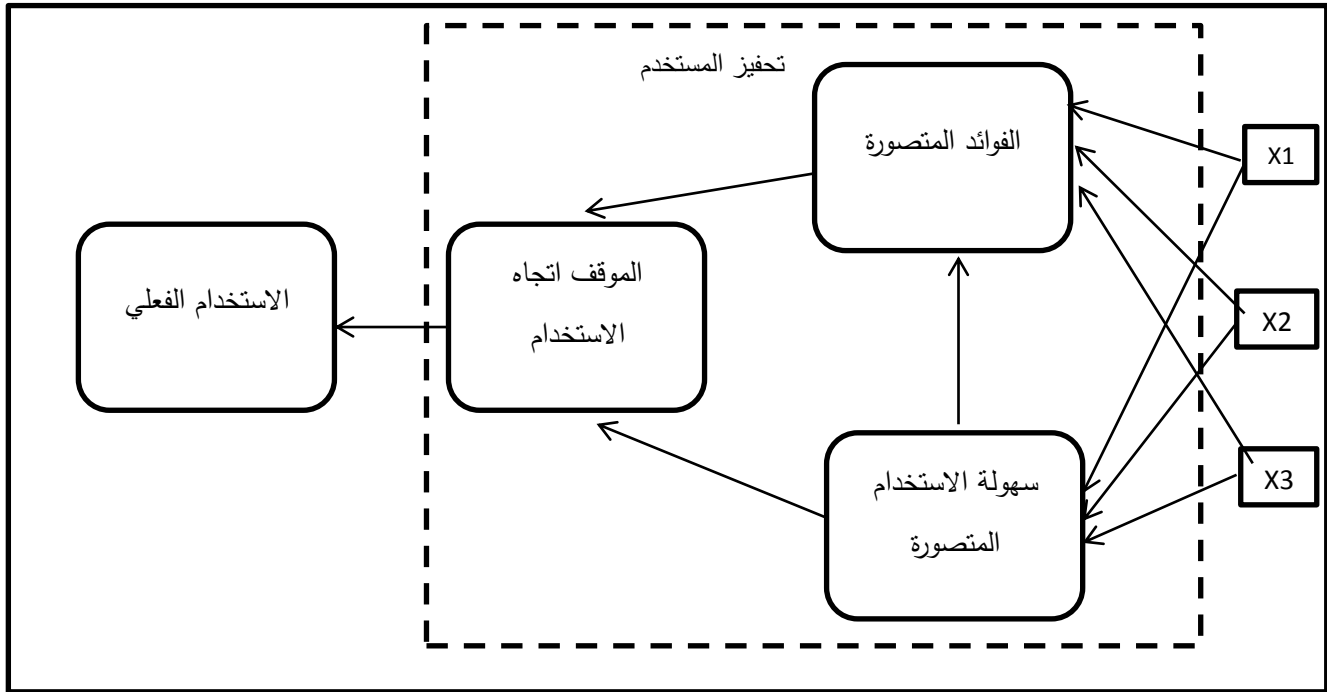 تحفيز المستخدم
الفوائد المتصورة
X1
الموقف اتجاه
الاستخدام
الاستخدام الفعلي
X2
سهولة الاستخدام
المتصورة
X3